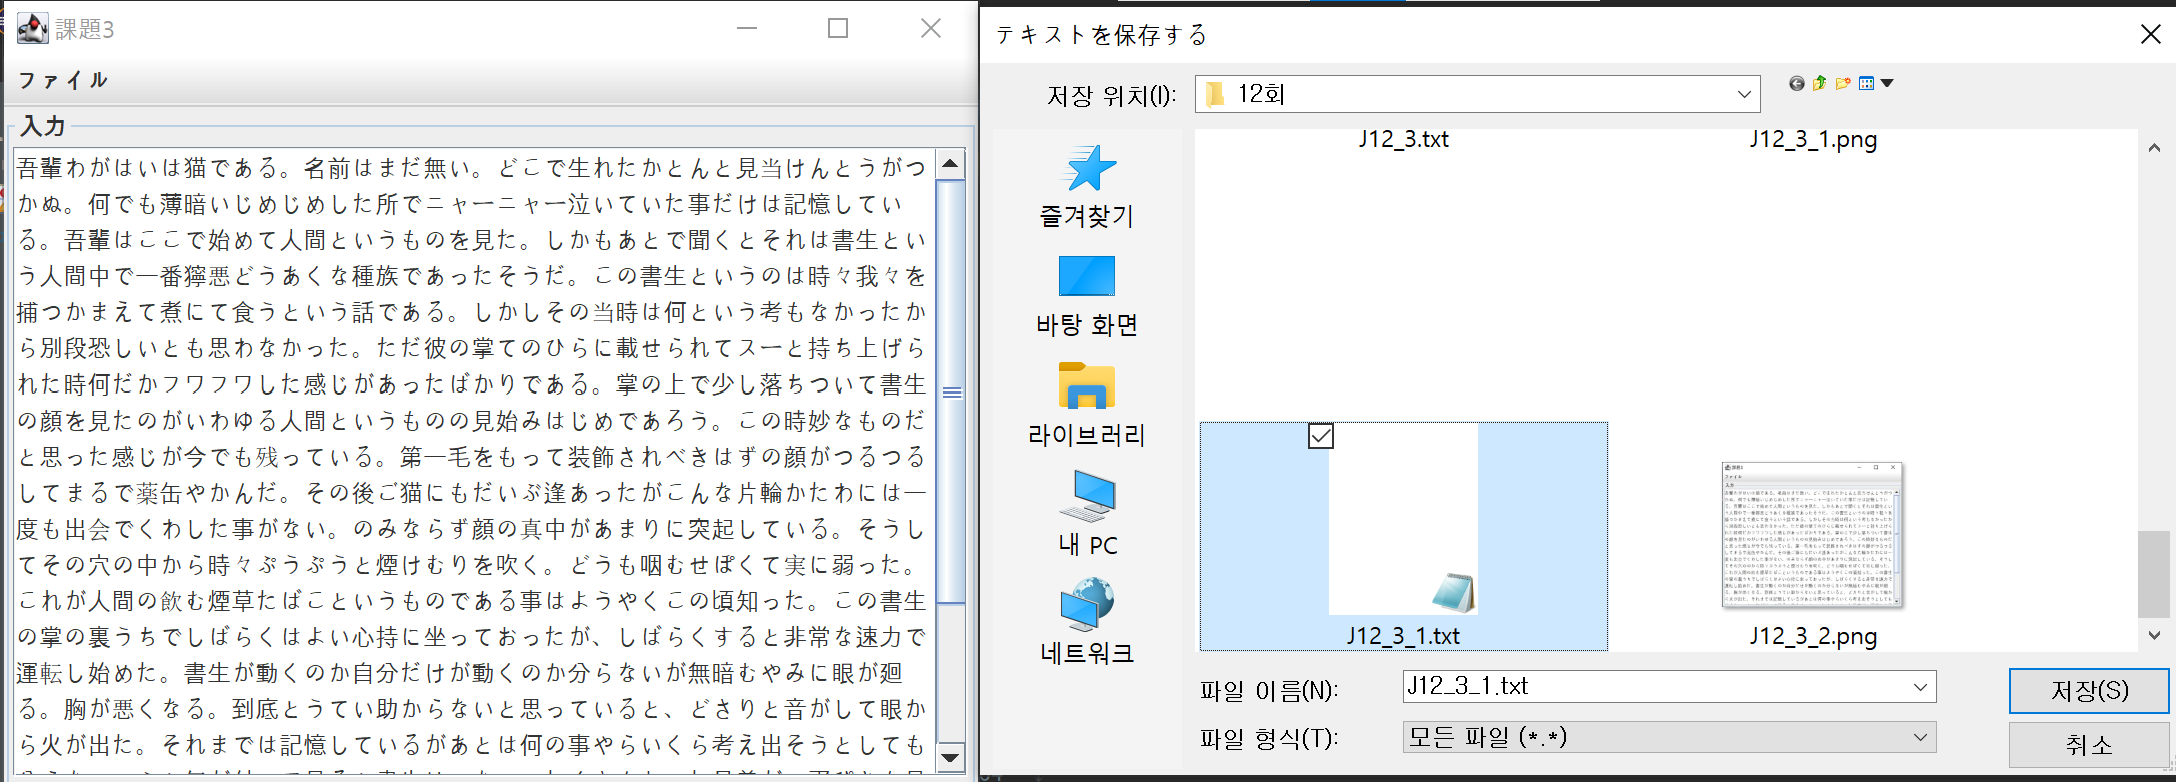 課題3
ファイル
入力
吾輩わがはいは猫である。名前はまだ無い。どこで生れたかとんと見当けんとうがつ
かぬ。何でも薄暗いじめじめした所でニャーニャー泣いていた事だけは記憶してい
る。吾輩はここで始めて人間というものを見た。しかもあとで聞くとそれは書生とい
う人間中で一番獰悪どうあくな種族であったそうだ。この書生というのは時々我々を
捕つかまえて煮にて食うという話である。しかしその当時は何という考もなかったか
ら別段恐しいとも思わなかった。ただ彼の掌てのひらに載せられてスーと持ち上げら
れた時何だかフワフワした感じがあったばかりである。掌の上で少し落ちついて書生
の顔を見たのがいわゆる人間というものの見始みはじめであろう。この時妙なものだ
と思った感じが今でも残っている。第一毛をもって装飾されべきはずの顔がつるつる
してまるで薬缶やかんだ。その後ご猫にもだいぶ逢あったがこんな片輪かたわには一
度も出会でくわした事がない。のみならず顔の真中があまりに突起している。そうし
てその穴の中から時々ぷうぷうと煙けむりを吹く。どうも咽むせぽくて実に弱った。
これが人間の飲む煙草たばこというものである事はようやくこの頃知った。この書生
の掌の裏うちでしばらくはよい心持に坐っておったが、しばらくすると非常な速力で
運転し始めた。書生が動くのか自分だけが動くのか分らないが無暗むやみに眼が廻
る。胸が悪くなる。到底とうてい助からないと思っていると、どさりと音がして眼か
ら火が出た。それまでは記憶しているがあとは何の事やらいくら考え出そうとしても
テキストを保存する
저장 위치(I):
12회
J12_3.txt
J12_3_1.png
즐겨찾기
바탕 화면
라이브러리
내 PC
네트워크
J12_3_1.txt
J12_3_2.png
파일 이름(N):
J12_3_1.txt
저장(S)
파일 형식(T):
모든 파일 (*.*)
취소